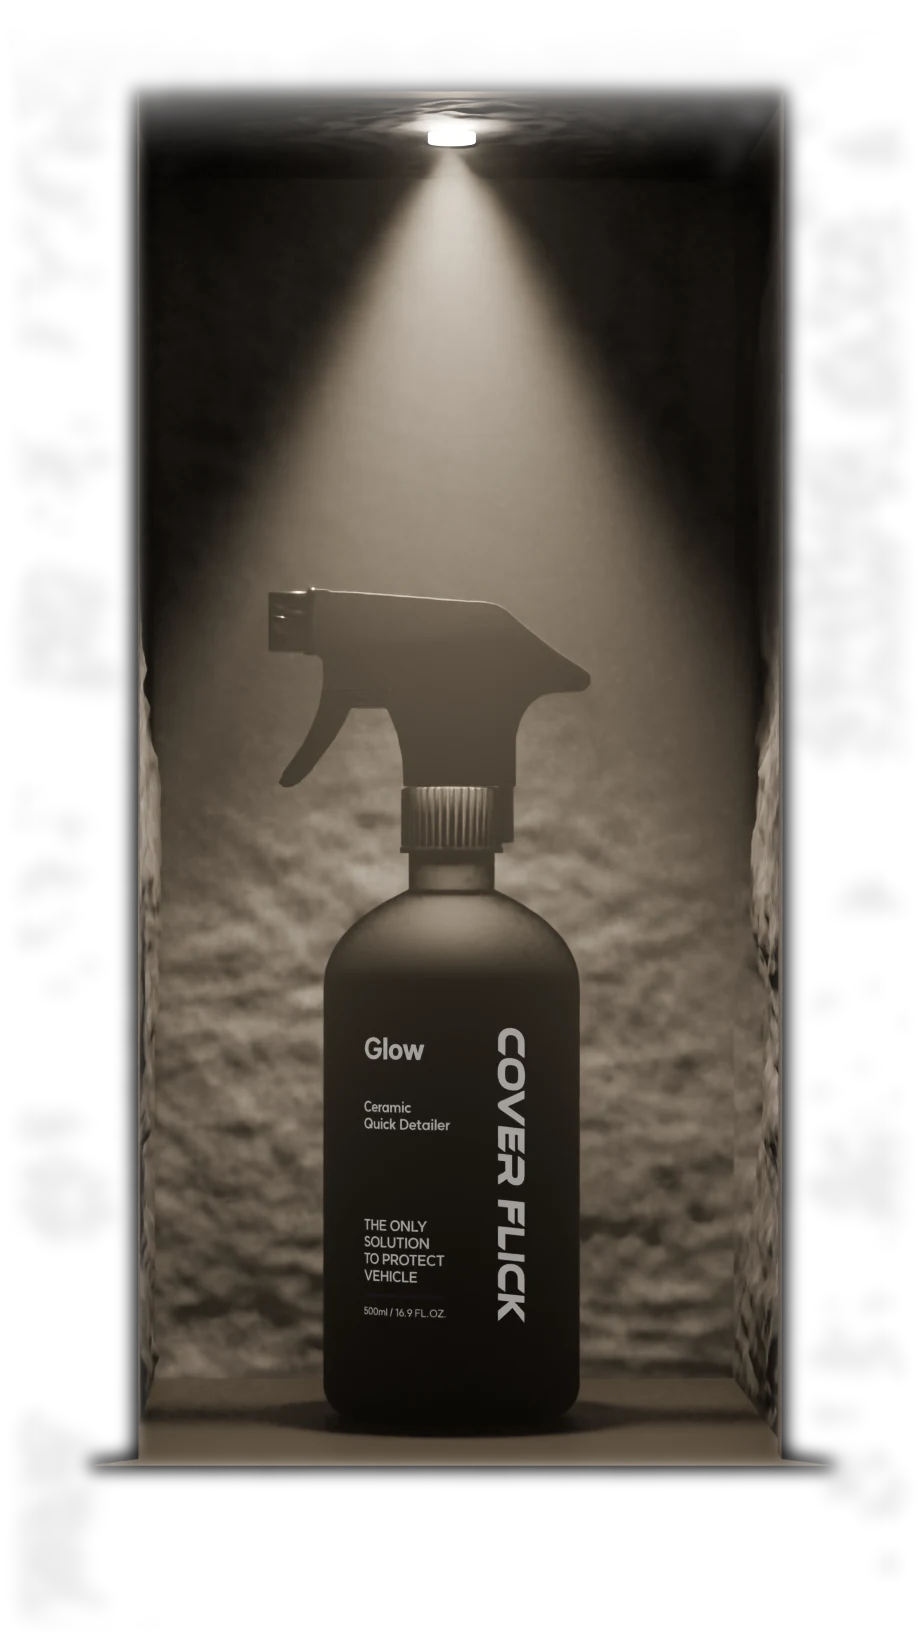 Glow
Ceramic
Quick Detailer
THE ONLY
SOLUTION
TO PROTECT
VEHICLE
500ml / 16.9 FL.OZ.
COVER FLICK